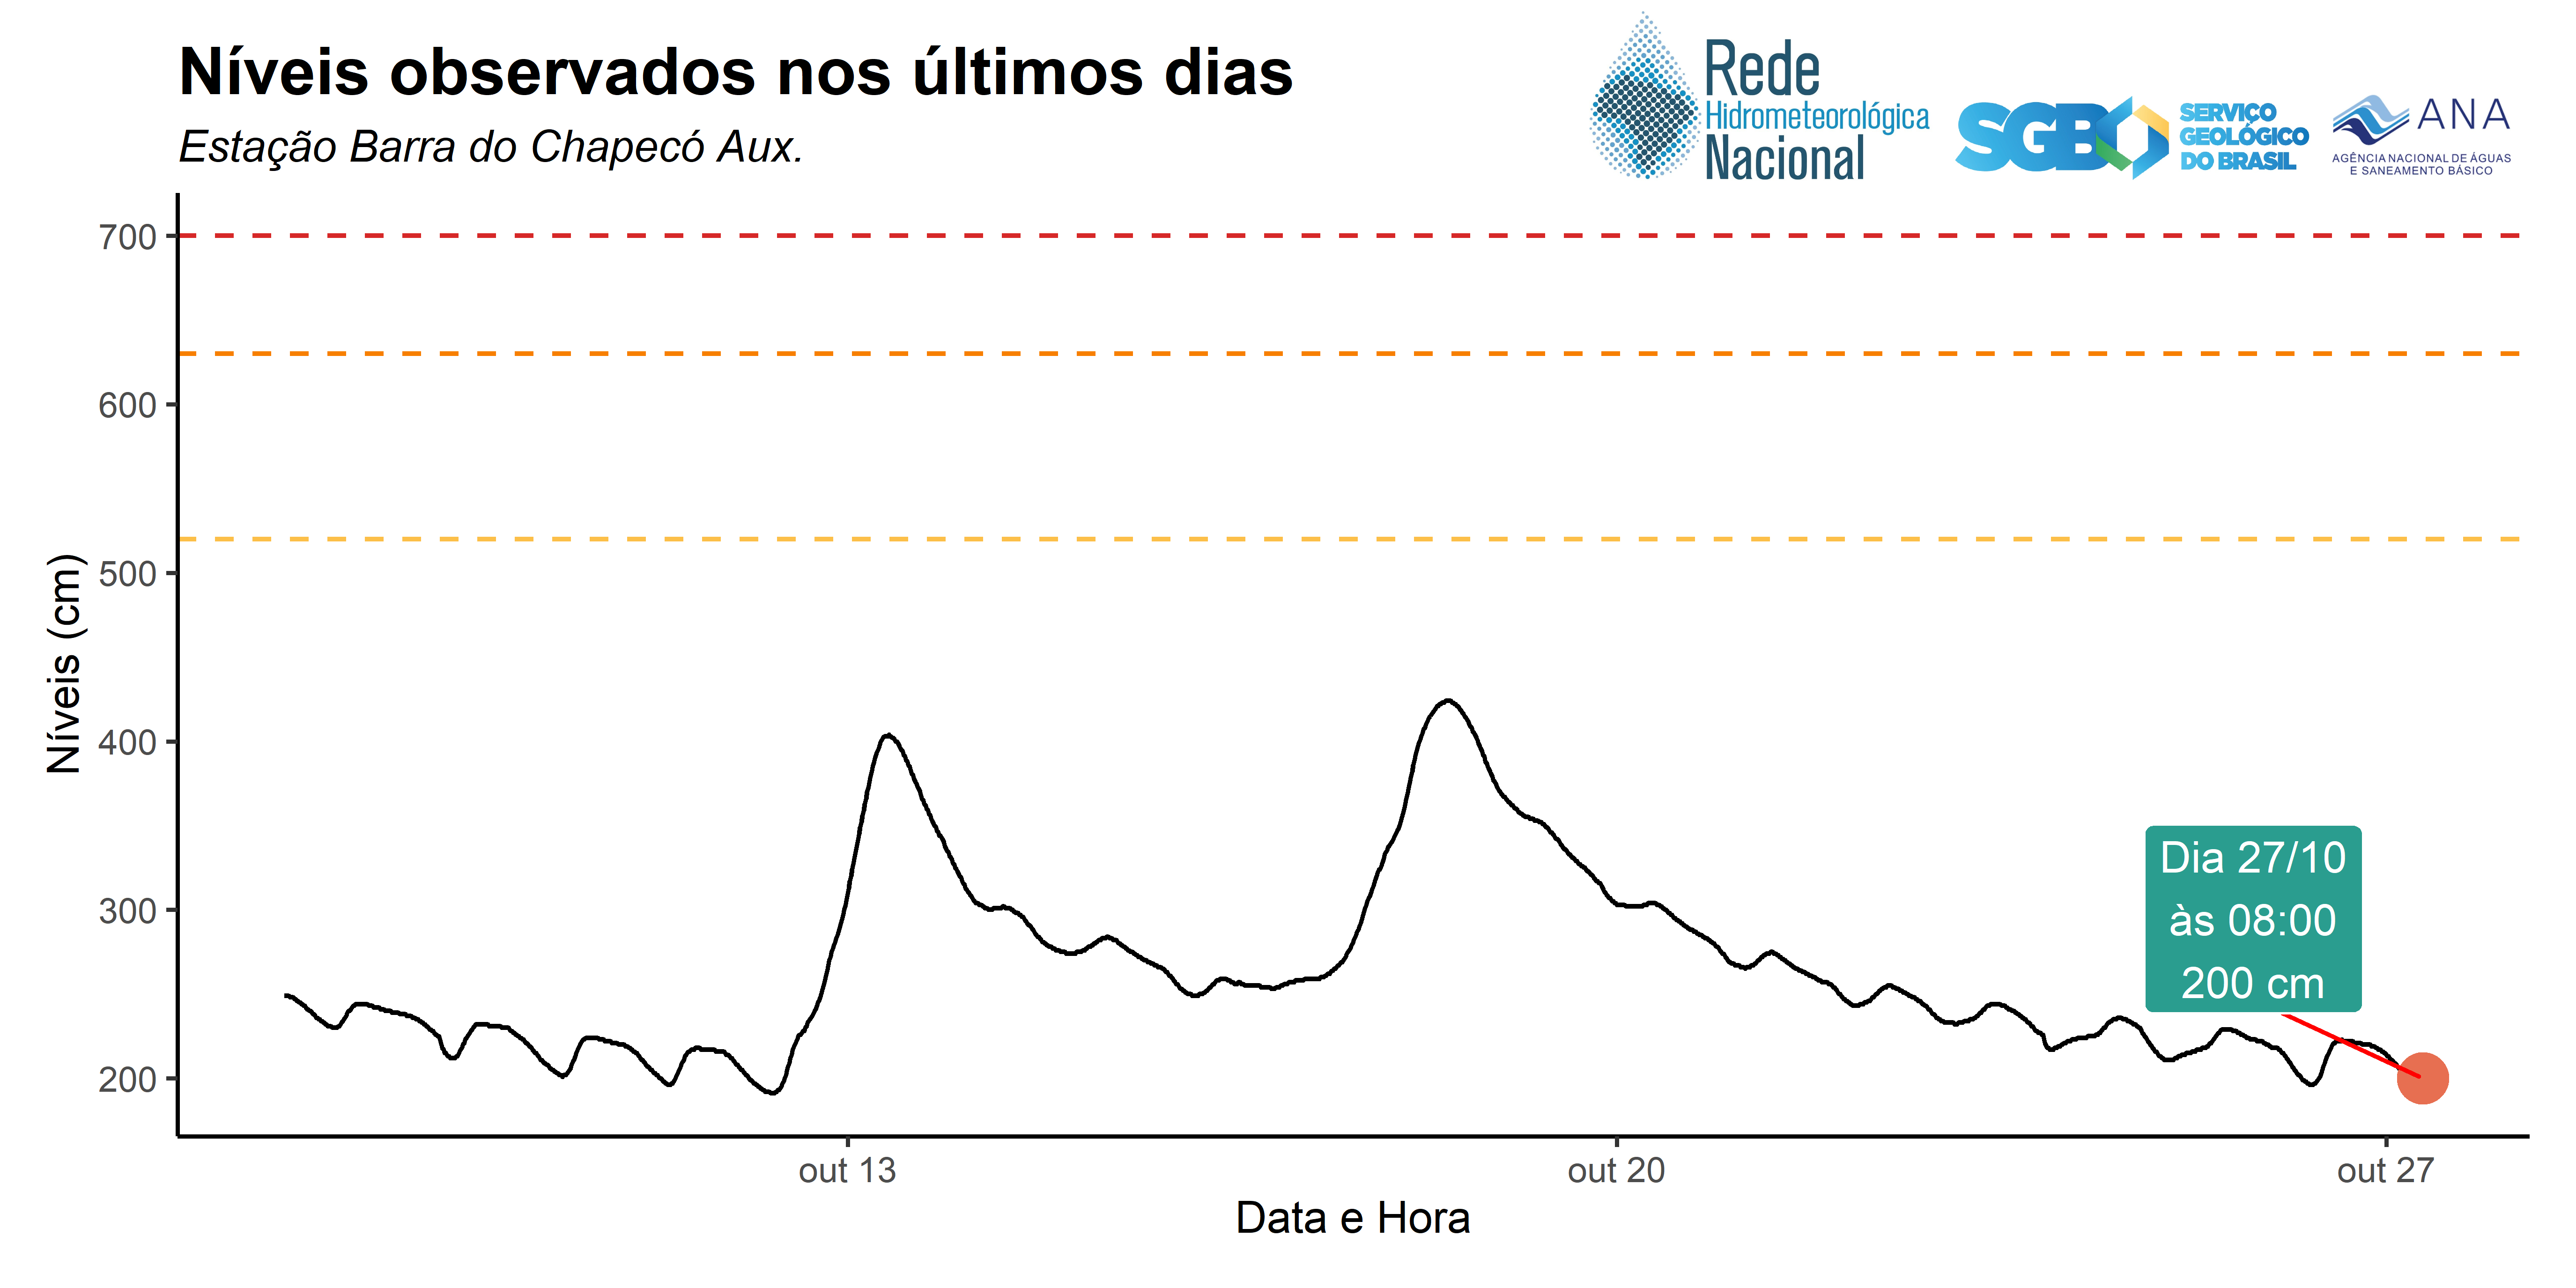 Níveis observados nos últimos dias
Estação Barra do Chapecó Aux.
Rede
Hidrometeorológica
Nacional
SGB
SERVIÇO
GEOLÓGICO
DO BRASIL
ANA
AGÊNCIA NACIONAL DE ÁGUAS
E SANEAMENTO BÁSICO
Níveis (cm)
700
600
500
400
300
200
Dia 27/10
às 08:00
200 cm
out 13
out 20
out 27
Data e Hora